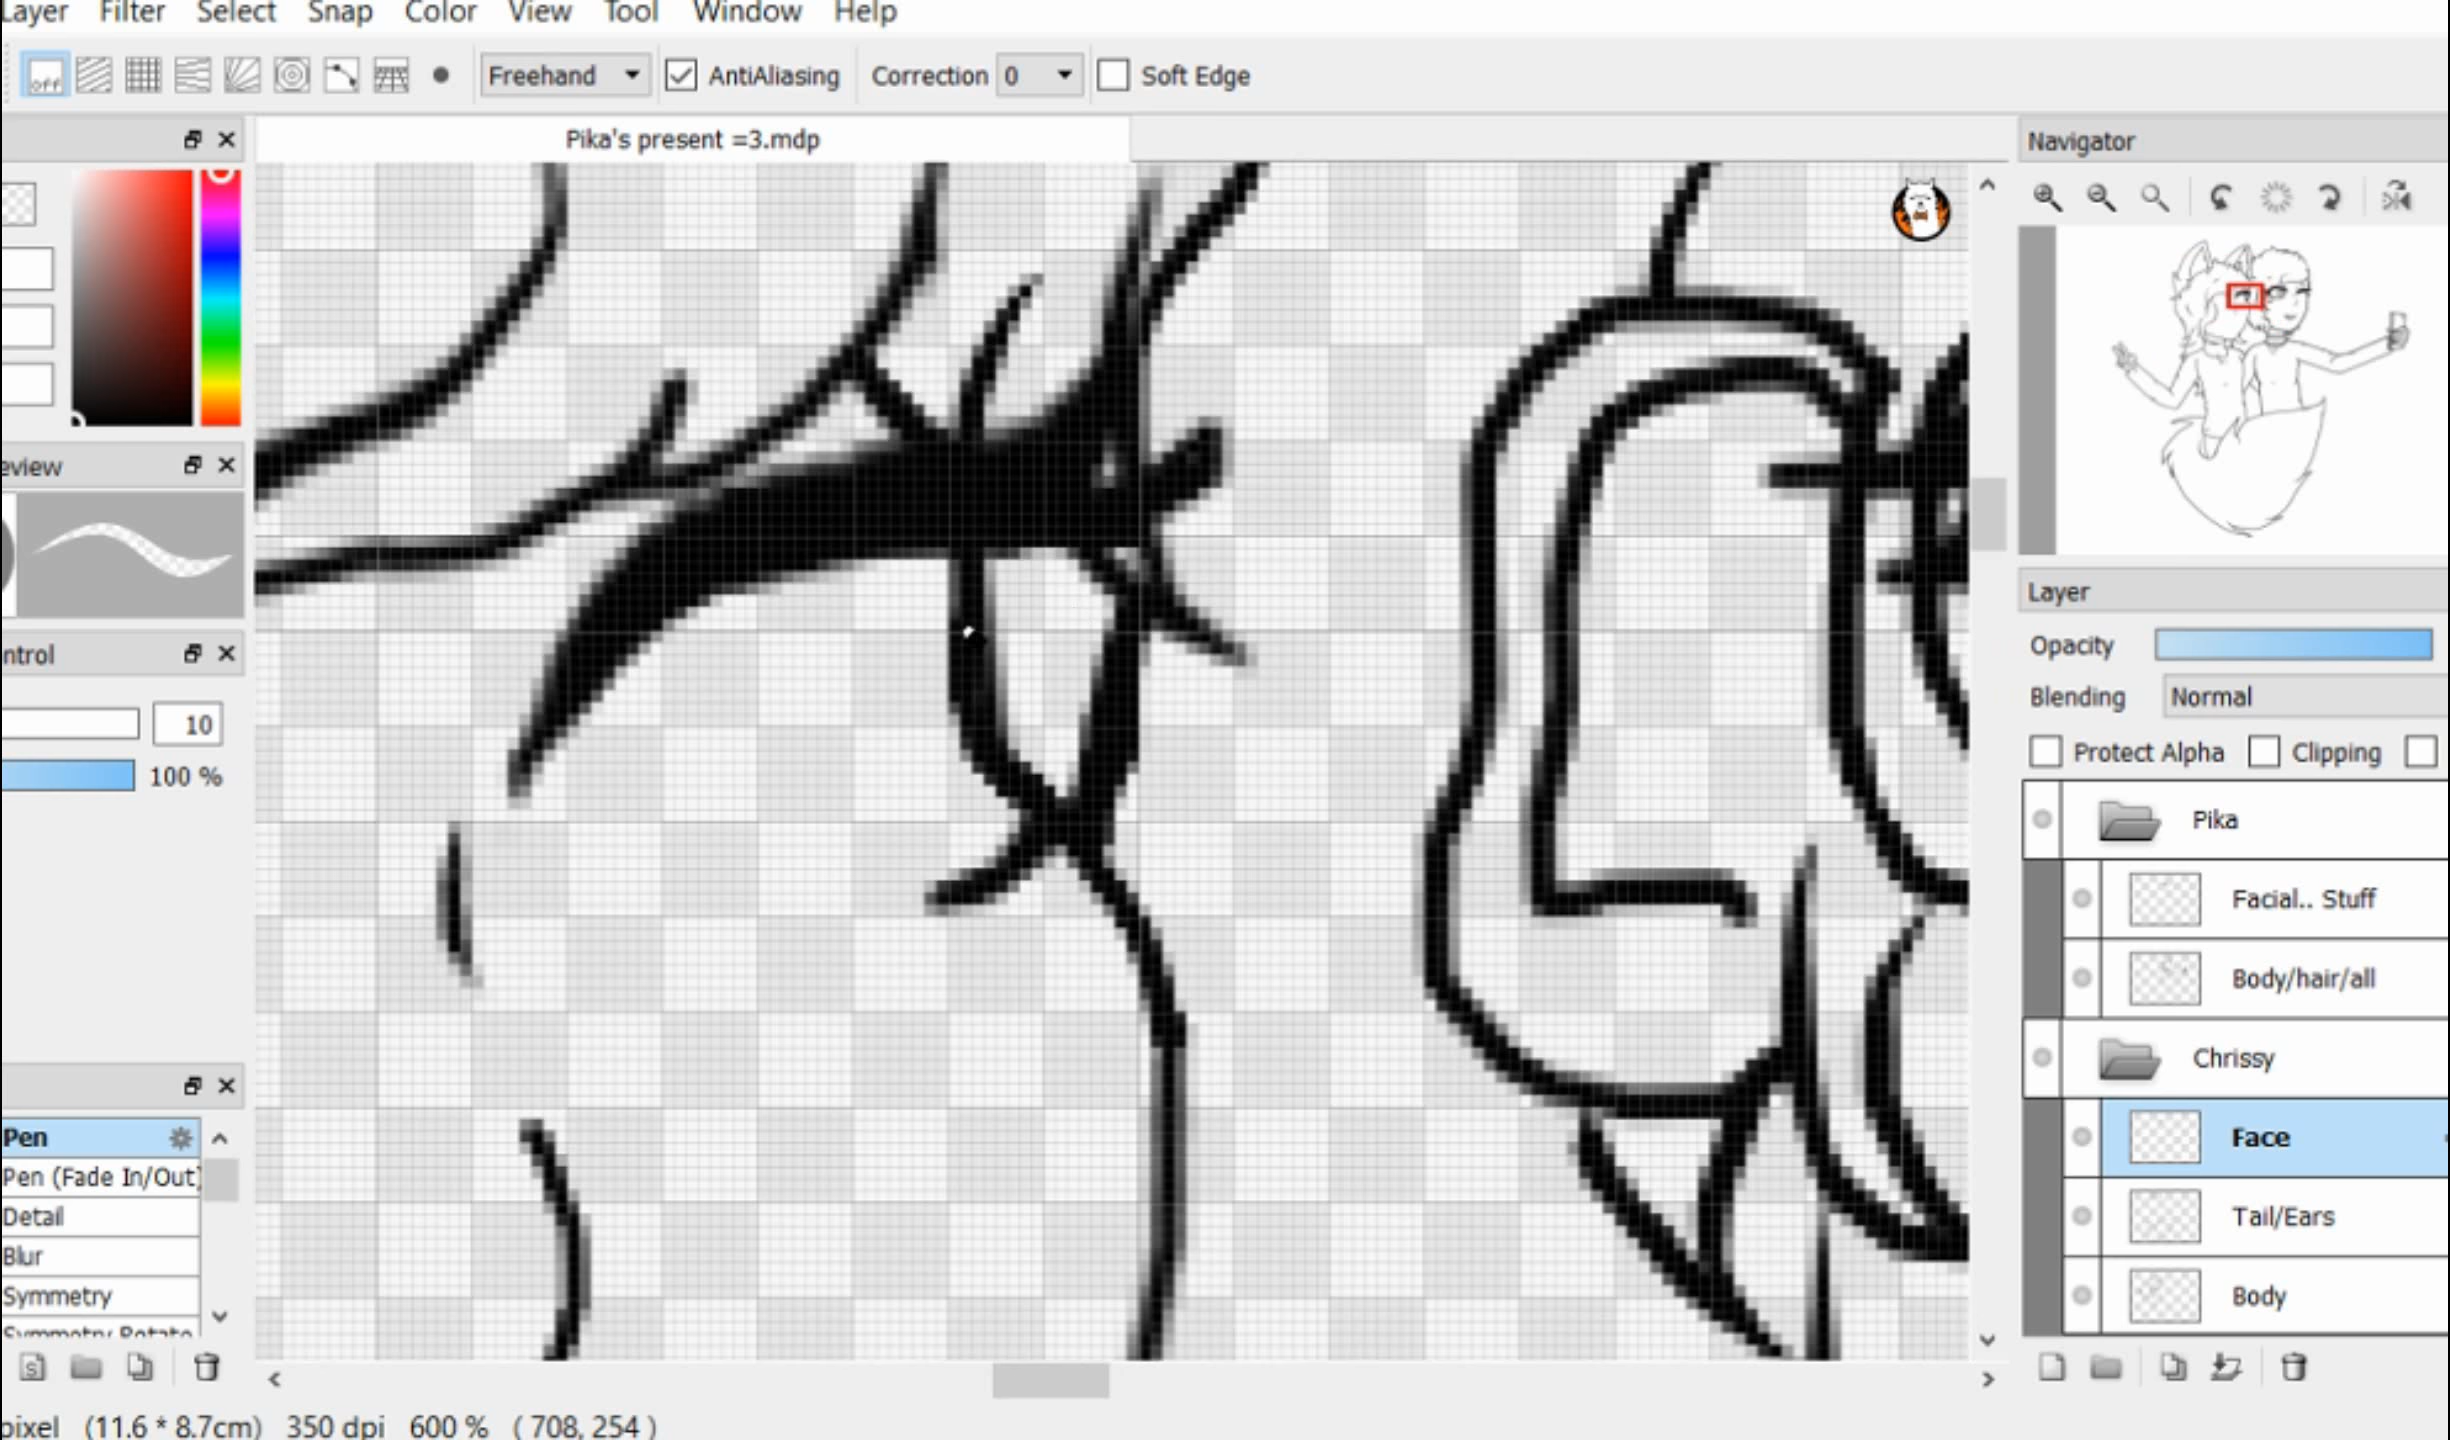 Layer Filter Select Snap Color View Tool Window Help
off Freehand AntiAliasing Correction 0 Soft Edge
Pika's present =3.mdp
Navigator
eview
ntrol
10
100 %
Pen
Pen (Fade In/Out)
Detail
Blur
Symmetry
Symmetry Rotate
Layer
Opacity
Blending Normal
Protect Alpha Clipping
Pika
Facial.. Stuff
Body/hair/all
Chrissy
Face
Tail/Ears
Body
pixel (11.6 * 8.7cm) 350 dpi 600 % ( 708, 254 )